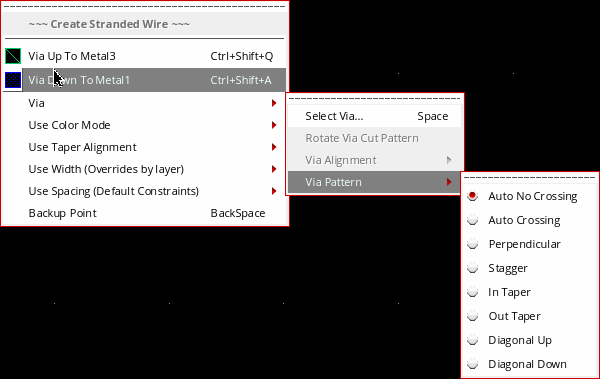 ~~~ Create Stranded Wire ~~~
Via Up To Metal3 Ctrl+Shift+Q
Via Down To Metal1 Ctrl+Shift+A
Via
Use Color Mode
Use Taper Alignment
Use Width (Overrides by layer)
Use Spacing (Default Constraints)
Backup Point BackSpace
Select Via... Space
Rotate Via Cut Pattern
Via Alignment
Via Pattern
Auto No Crossing
Auto Crossing
Perpendicular
Stagger
In Taper
Out Taper
Diagonal Up
Diagonal Down